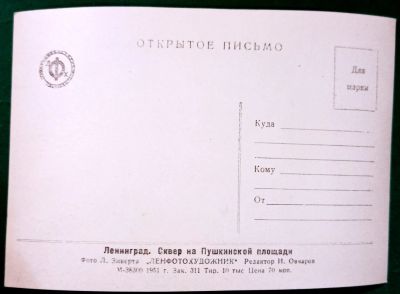 ОТКРЫТОЕ ПИСЬМО
Для
марки
Куда
Кому
От
Ленинград. Сквер на Пушкинской площади
Фото Л. Зиверта „ЛЕНФОТОХУДОЖНИК" Редактор И. Овчаров
М-38209 1951 г. Зак. 311 Тир. 10 тыс Цена 70 коп.